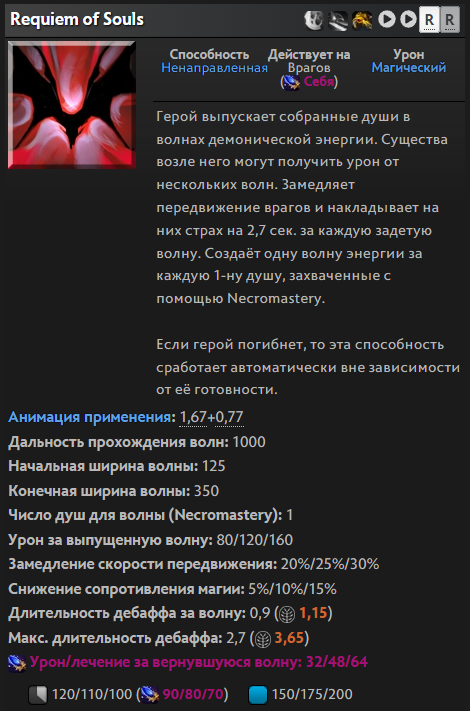 Requiem of Souls
R
R
Способность
Действует на
Урон
Ненаправленная
Врагов
Магический
(Себя)
Герой выпускает собранные души в
волнах демонической энергии. Существа
возле него могут получить урон от
нескольких волн. Замедляет
передвижение врагов и накладывает на
них страх на 2,7 сек. за каждую задетую
волну. Создаёт одну волну энергии за
каждую 1-ну душу, захваченные с
помощью Necromastery.
Если герой погибнет, то эта способность
сработает автоматически вне зависимости
от её готовности.
Анимация применения: 1,67+0,77
Дальность прохождения волн: 1000
Начальная ширина волны: 125
Конечная ширина волны: 350
Число душ для волны (Necromastery): 1
Урон за выпущенную волну: 80/120/160
Замедление скорости передвижения: 20%/25%/30%
Снижение сопротивления магии: 5%/10%/15%
Длительность дебаффа за волну: 0,9 (1,15)
Макс. длительность дебаффа: 2,7 (3,65)
Урон/лечение за вернувшуюся волну: 32/48/64
120/110/100 (90/80/70) 150/175/200